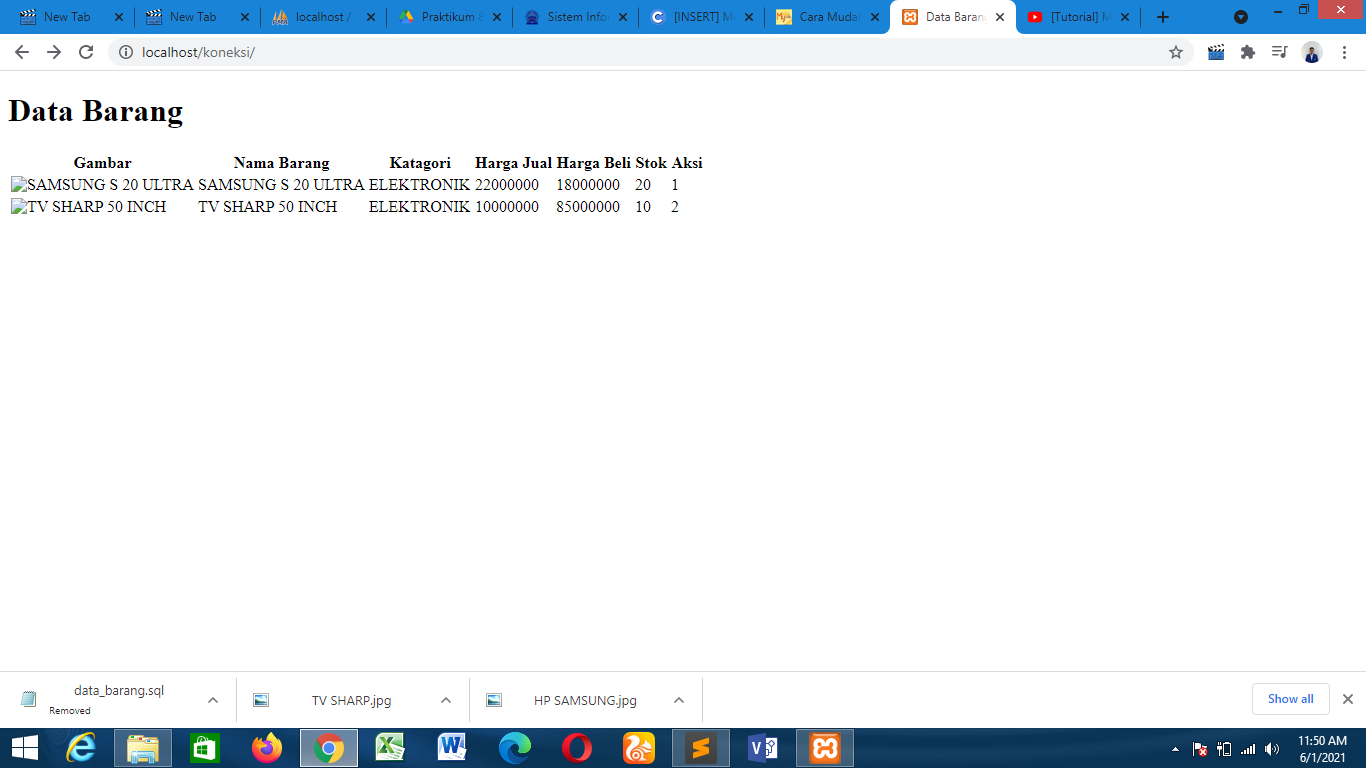 New Tab
New Tab
localhost /
Praktikum
Sistem Info
[INSERT] M
Cara Muda
Data Barang
[Tutorial] M
localhost/koneksi/
Data Barang
Gambar Nama Barang Katagori Harga Jual Harga Beli Stok Aksi
SAMSUNG S 20 ULTRA SAMSUNG S 20 ULTRA ELEKTRONIK 22000000 18000000 20 1
TV SHARP 50 INCH TV SHARP 50 INCH ELEKTRONIK 10000000 85000000 10 2
data_barang.sql
Removed
TV SHARP.jpg
HP SAMSUNG.jpg
Show all
11:50 AM
6/1/2021